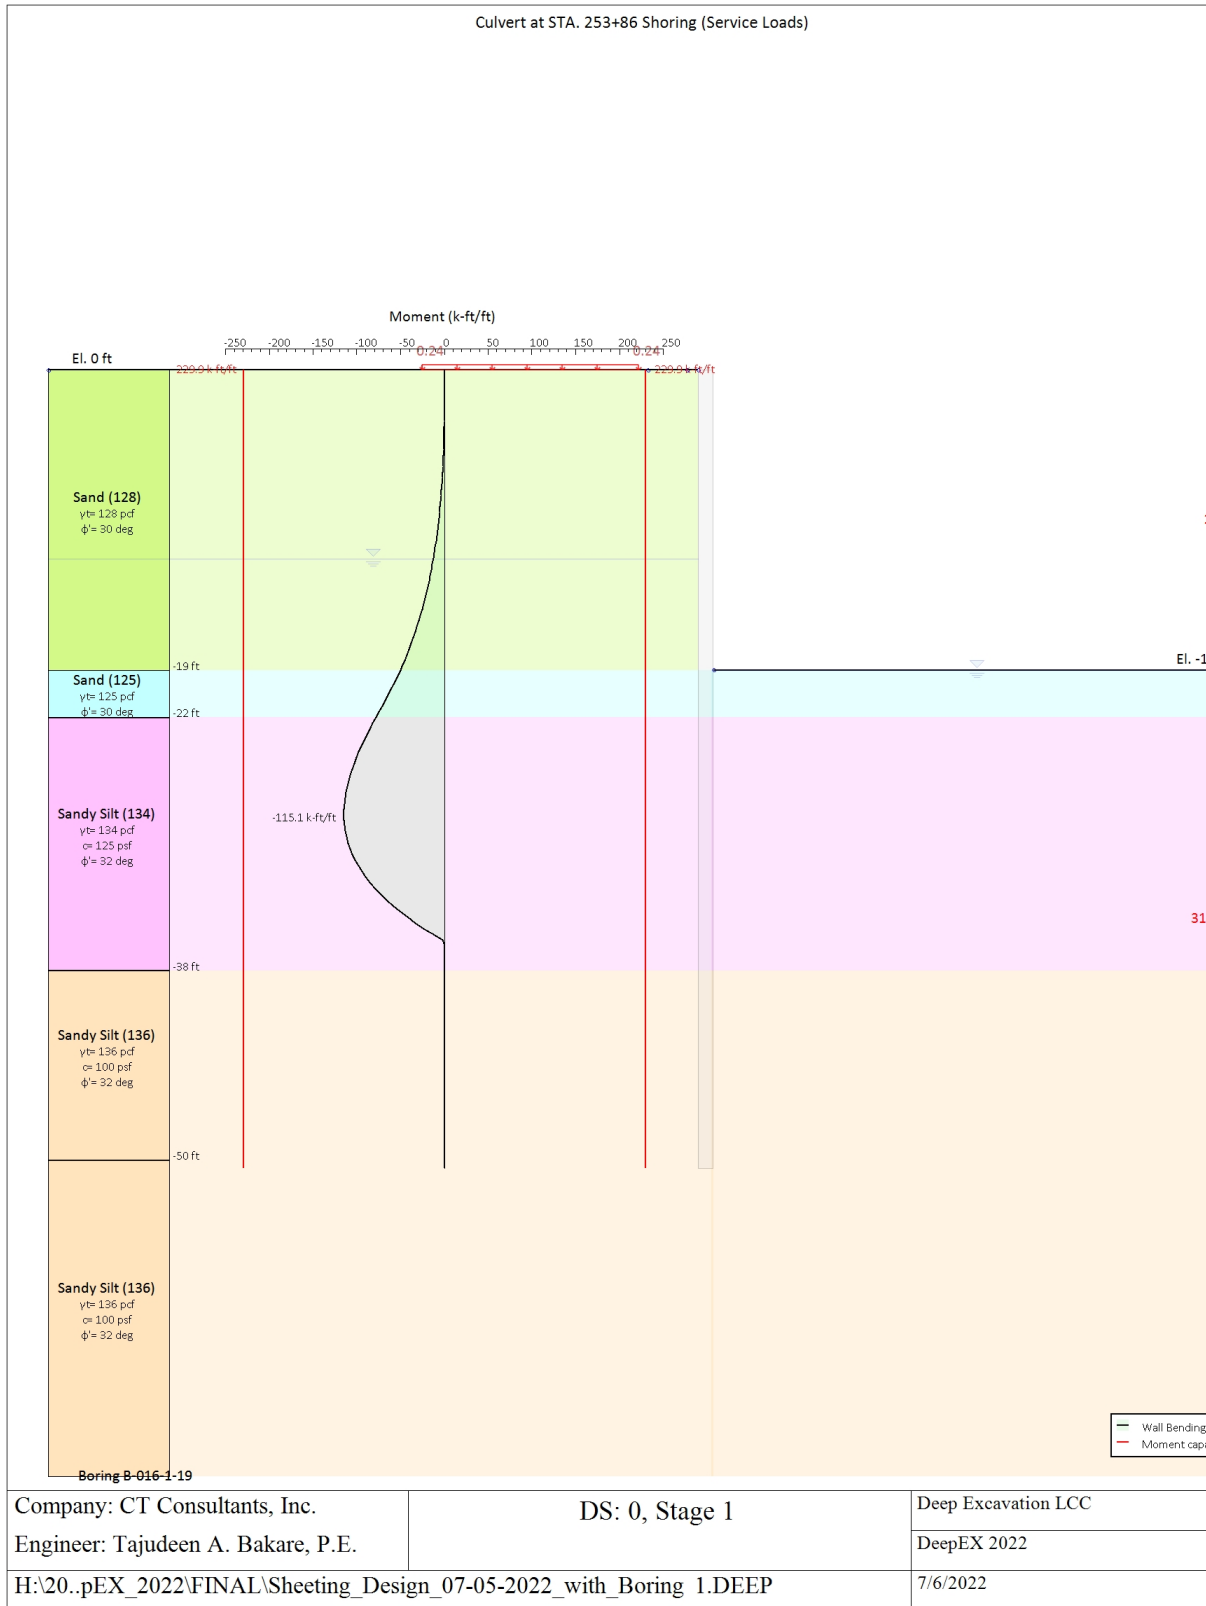 Culvert at STA. 253+86 Shoring (Service Loads)
Moment (k-ft/ft)
-250 -200 -150 -100 -50 0 50 100 150 200 250
El. 0 ft
0.24 0.24
229.9 k-ft/ft 229.9 k-ft/ft
Sand (128)
γt= 128 pcf
ϕ'= 30 deg
-19 ft
El. -1
Sand (125)
γt= 125 pcf
ϕ'= 30 deg
-22 ft
Sandy Silt (134)
γt= 134 pcf
c= 125 psf
ϕ'= 32 deg
-115.1 k-ft/ft
31
-38 ft
Sandy Silt (136)
γt= 136 pcf
c= 100 psf
ϕ'= 32 deg
-50 ft
Sandy Silt (136)
γt= 136 pcf
c= 100 psf
ϕ'= 32 deg
Wall Bending
Moment capa
Boring B-016-1-19
Company: CT Consultants, Inc.
Engineer: Tajudeen A. Bakare, P.E.
DS: 0, Stage 1
Deep Excavation LCC
DeepEX 2022
H:\20..pEX_2022\FINAL\Sheeting_Design_07-05-2022_with_Boring 1.DEEP
7/6/2022